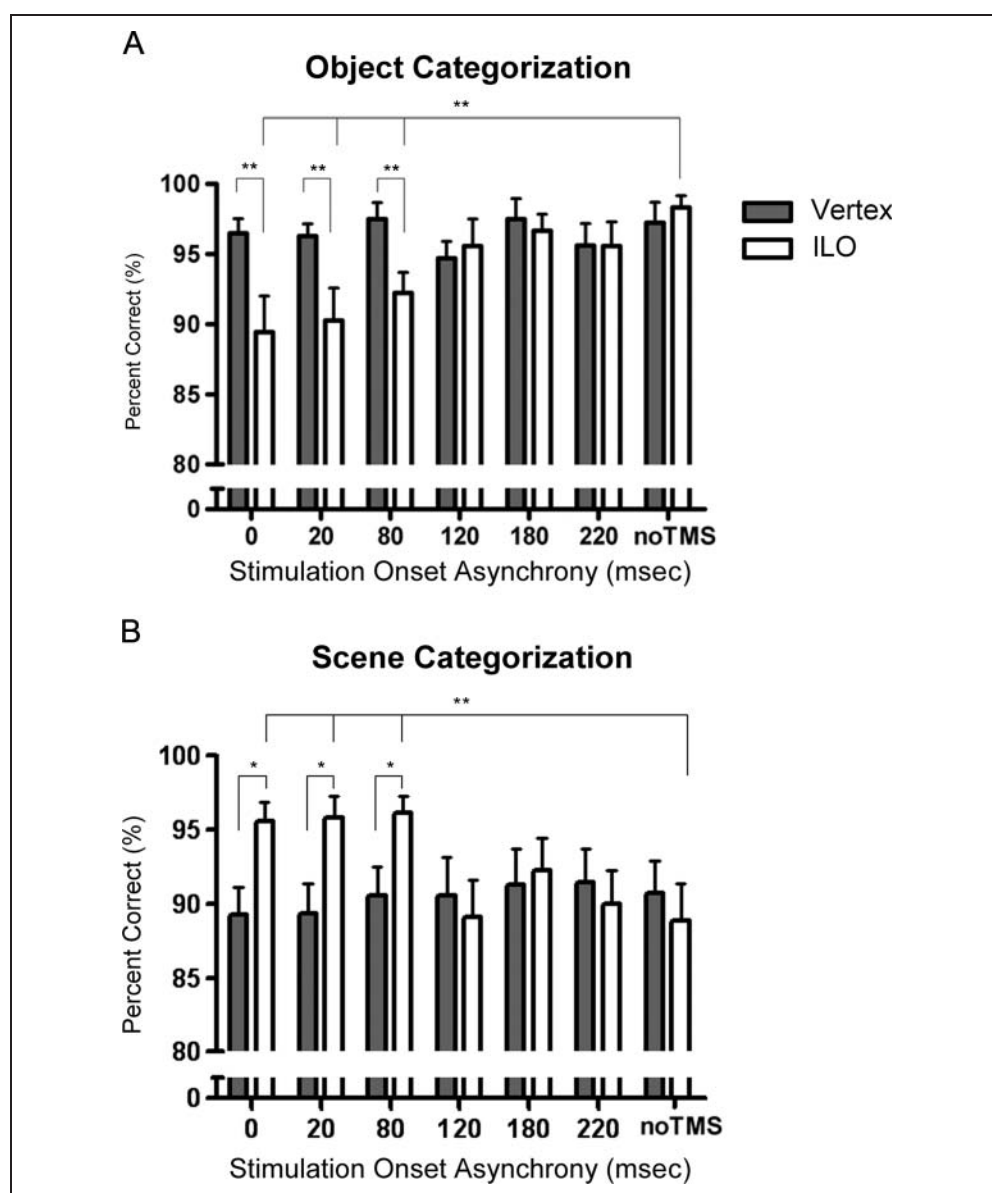 A
Object Categorization
**
** ** **
100
95
90
85
80
0
Percent Correct (%)
Vertex
ILO
0 20 80 120 180 220 noTMS
Stimulation Onset Asynchrony (msec)
B
Scene Categorization
**
* * *
100
95
90
85
80
0
Percent Correct (%)
0 20 80 120 180 220 noTMS
Stimulation Onset Asynchrony (msec)